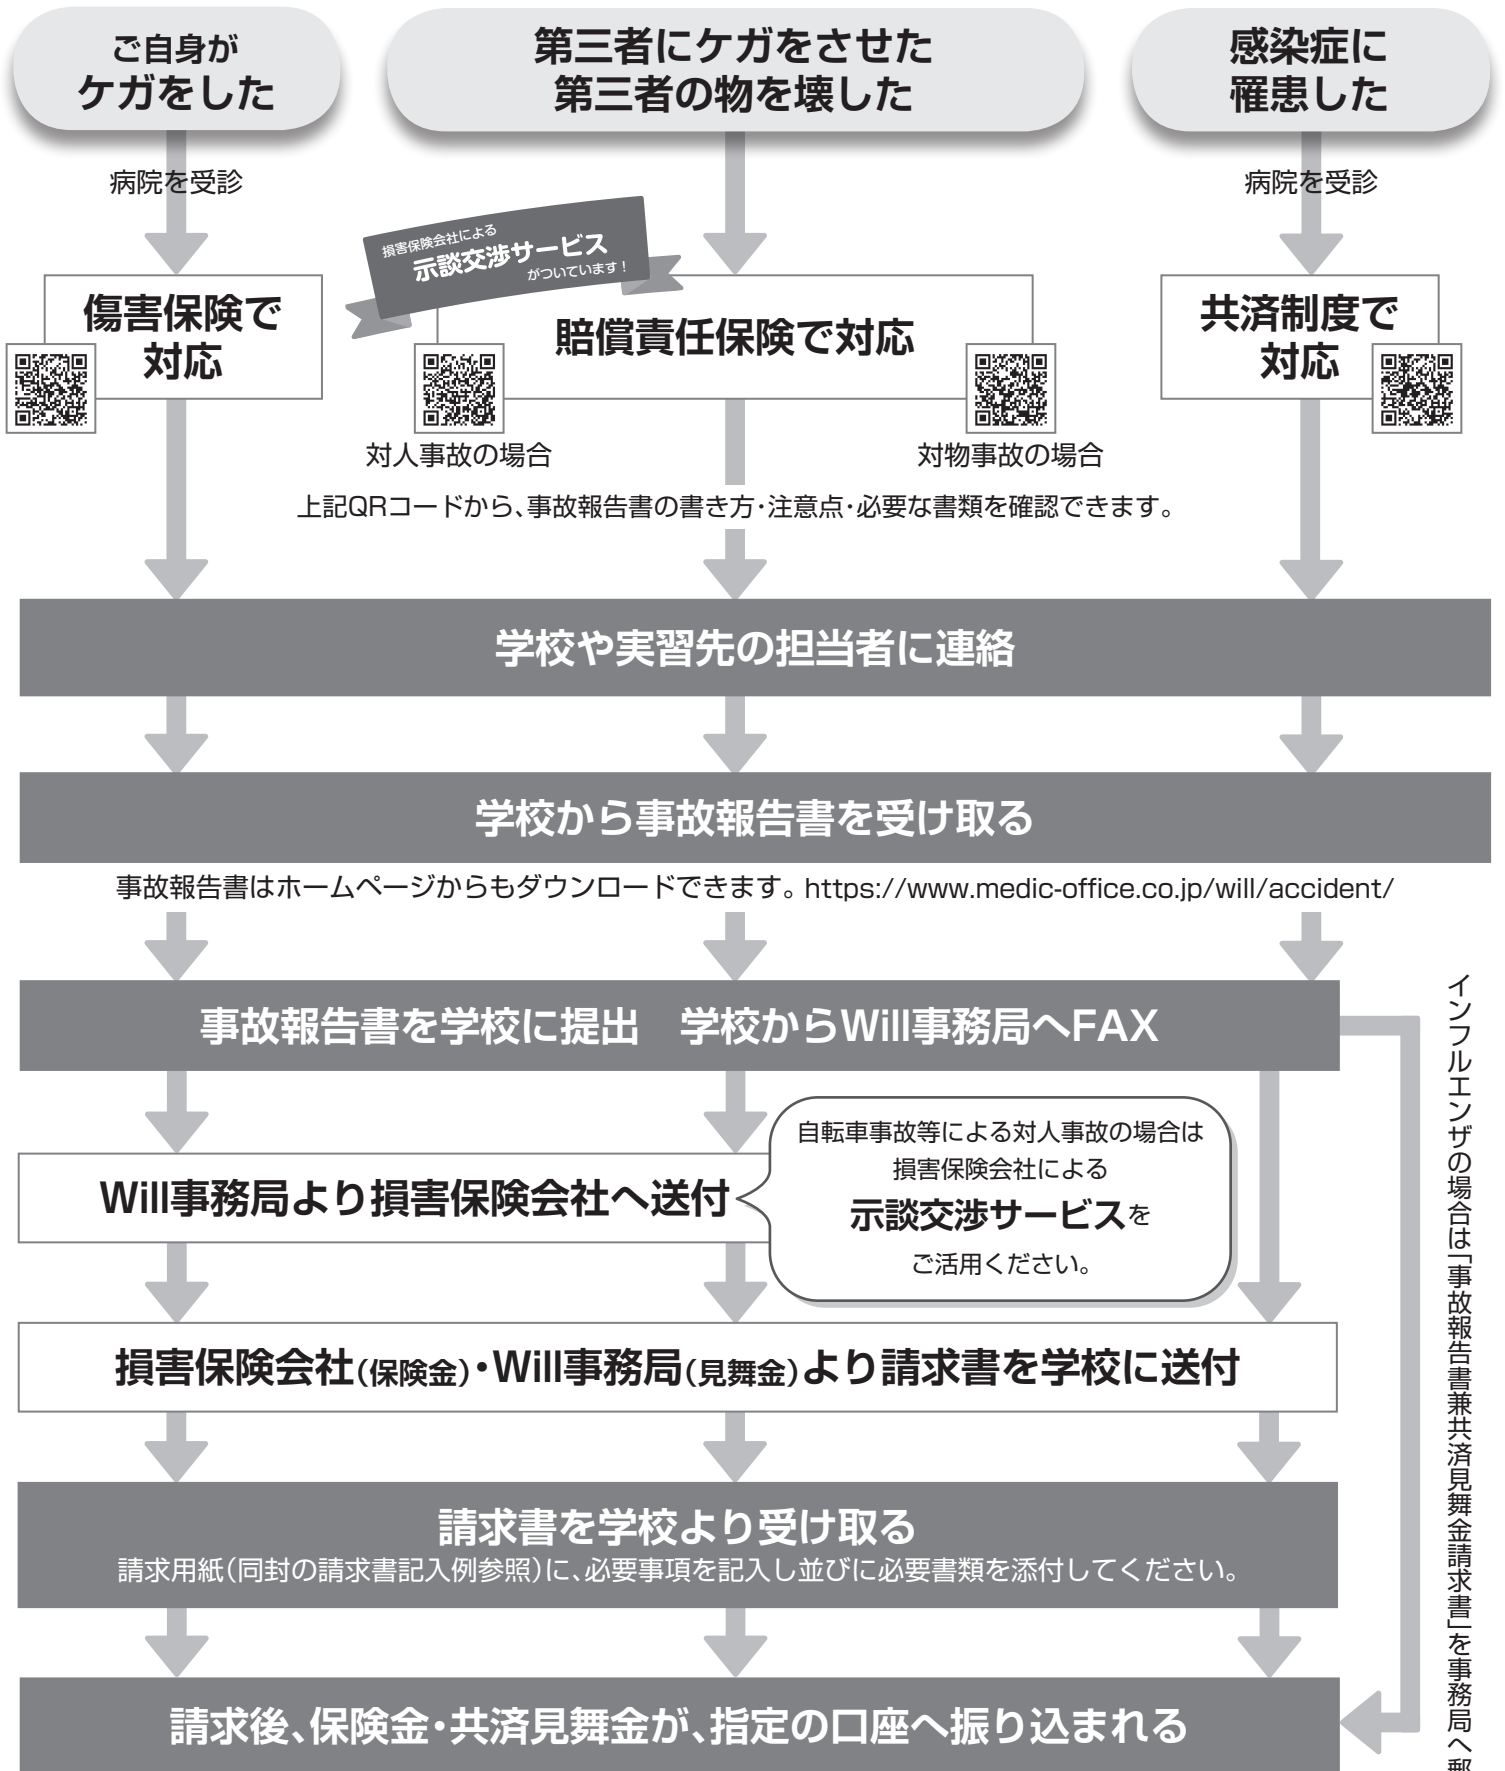 ご自身が
ケガをした
第三者にケガをさせた
第三者の物を壊した
感染症に
罹患した
病院を受診
病院を受診
損害保険会社による
示談交渉サービス
がついています!
傷害保険で
対応
賠償責任保険で対応
共済制度で
対応
対人事故の場合
対物事故の場合
上記QRコードから、事故報告書の書き方・注意点・必要な書類を確認できます。
学校や実習先の担当者に連絡
学校から事故報告書を受け取る
事故報告書はホームページからもダウンロードできます。https://www.medic-office.co.jp/will/accident/
事故報告書を学校に提出 学校からWill事務局へFAX
Will事務局より損害保険会社へ送付
自転車事故等による対人事故の場合は
損害保険会社による
示談交渉サービスを
ご活用ください。
損害保険会社(保険金)・Will事務局(見舞金)より請求書を学校に送付
請求書を学校より受け取る
請求用紙(同封の請求書記入例参照)に、必要事項を記入し並びに必要書類を添付してください。
請求後、保険金・共済見舞金が、指定の口座へ振り込まれる
インフルエンザの場合は「事故報告書兼共済見舞金請求書」を事務局へ